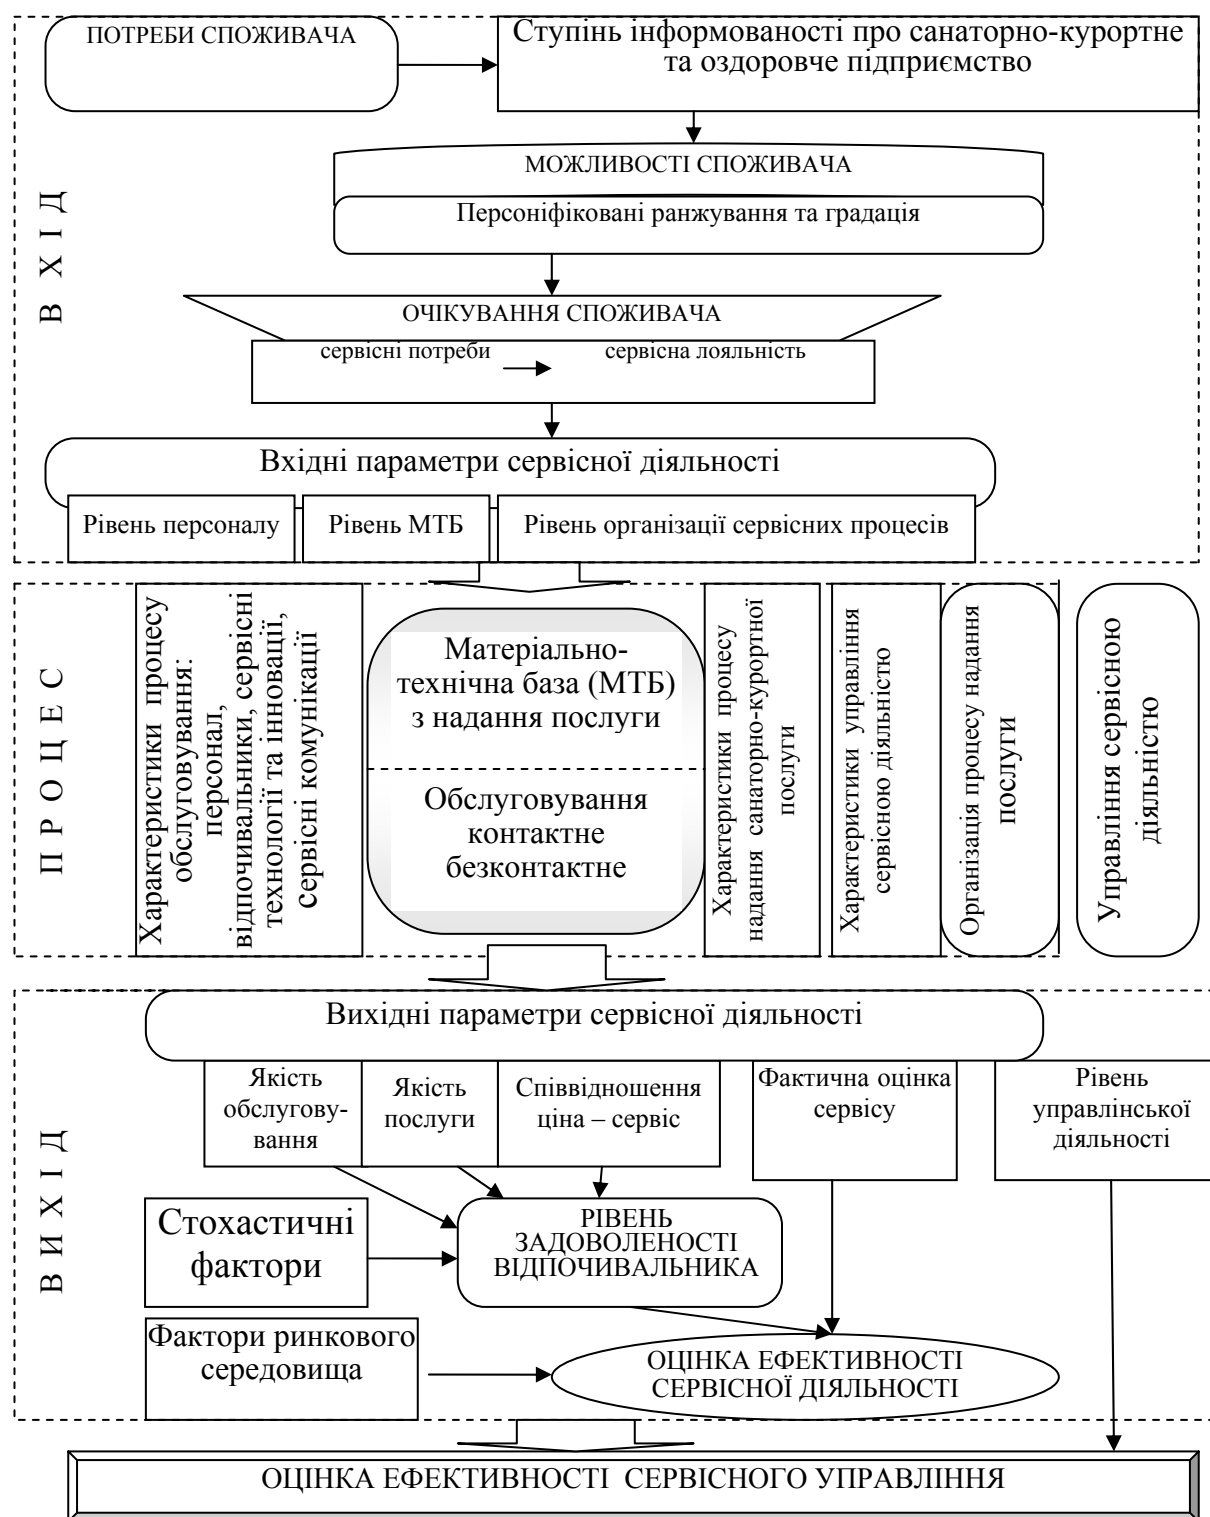 ПОТРЕБИ СПОЖИВАЧА
Ступінь інформованості про санаторно-курортне
та оздоровче підприємство
В Х І Д
МОЖЛИВОСТІ СПОЖИВАЧА
Персоніфіковані ранжування та градація
ОЧІКУВАННЯ СПОЖИВАЧА
сервісні потреби
сервісна лояльність
Вхідні параметри сервісної діяльності
Рівень персоналу
Рівень МТБ
Рівень організації сервісних процесів
П Р О Ц Е С
Характеристики процесу
обслуговування:
персонал,
відпочивальники, сервісні
технології та інновації,
сервісні комунікації
Матеріально-
технічна база (МТБ)
з надання послуги
Обслуговування
контактне
безконтактне
Характеристики процесу
надання санаторно-курортної
послуги
Характеристики управління
сервісною діяльністю
Організація процесу надання
послуги
Управління сервісною
діяльністю
В И Х І Д
Вихідні параметри сервісної діяльності
Якість
обслугову-
вання
Якість
послуги
Співвідношення
ціна – сервіс
Фактична оцінка
сервісу
Рівень
управлінської
діяльності
Стохастичні
фактори
РІВЕНЬ
ЗАДОВОЛЕНОСТІ
ВІДПОЧИВАЛЬНИКА
Фактори ринкового
середовища
ОЦІНКА ЕФЕКТИВНОСТІ
СЕРВІСНОЇ ДІЯЛЬНОСТІ
ОЦІНКА ЕФЕКТИВНОСТІ СЕРВІСНОГО УПРАВЛІННЯ